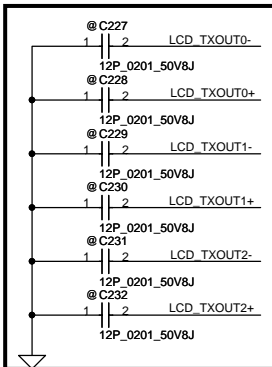 @C227
1 2 LCD_TXOUT0-
12P_0201_50V8J
@C228
1 2 LCD_TXOUT0+
12P_0201_50V8J
@C229
1 2 LCD_TXOUT1-
12P_0201_50V8J
@C230
1 2 LCD_TXOUT1+
12P_0201_50V8J
@C231
1 2 LCD_TXOUT2-
12P_0201_50V8J
@C232
1 2 LCD_TXOUT2+
12P_0201_50V8J